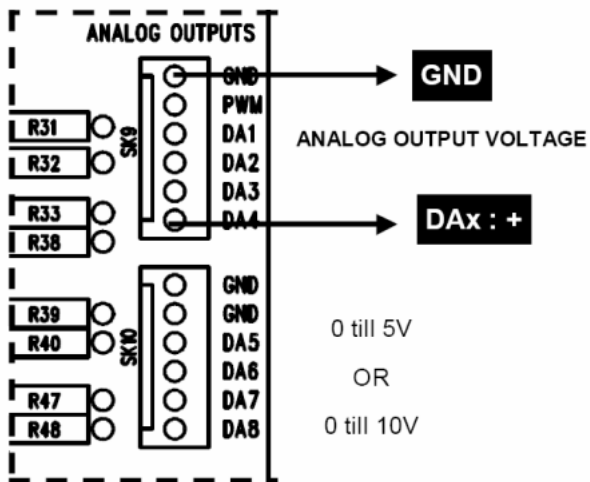 ANALOG OUTPUTS
GND
PWM
DA1
DA2
DA3
DA4
SK9
R31
R32
R33
R38
GND
GND
DA5
DA6
DA7
DA8
SK10
R39
R40
R47
R48
GND
ANALOG OUTPUT VOLTAGE
DAx : +
0 till 5V
OR
0 till 10V